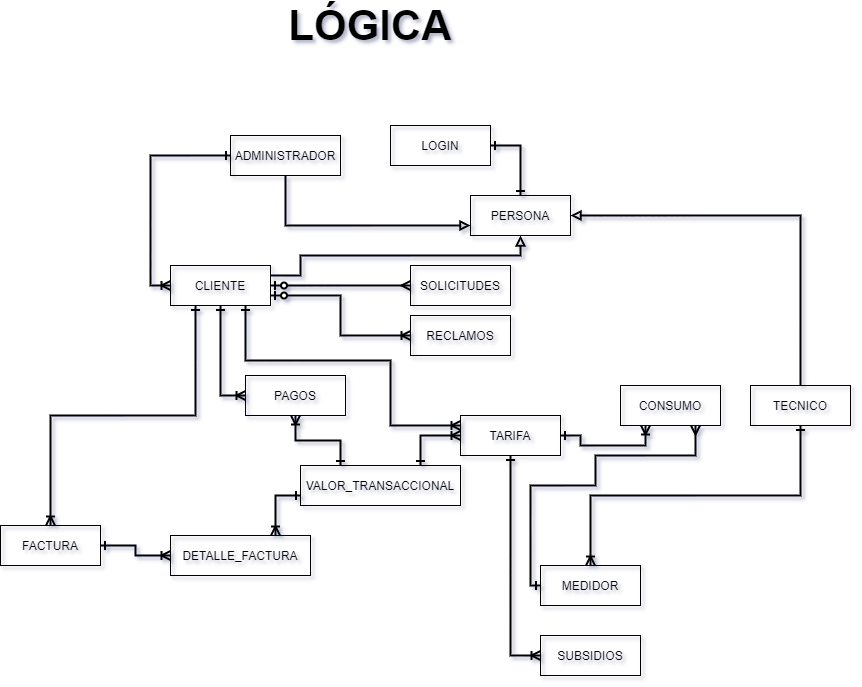 LÓGICA
LOGIN
ADMINISTRADOR
PERSONA
CLIENTE
SOLICITUDES
RECLAMOS
PAGOS
CONSUMO
TECNICO
TARIFA
VALOR_TRANSACCIONAL
FACTURA
DETALLE_FACTURA
MEDIDOR
SUBSIDIOS